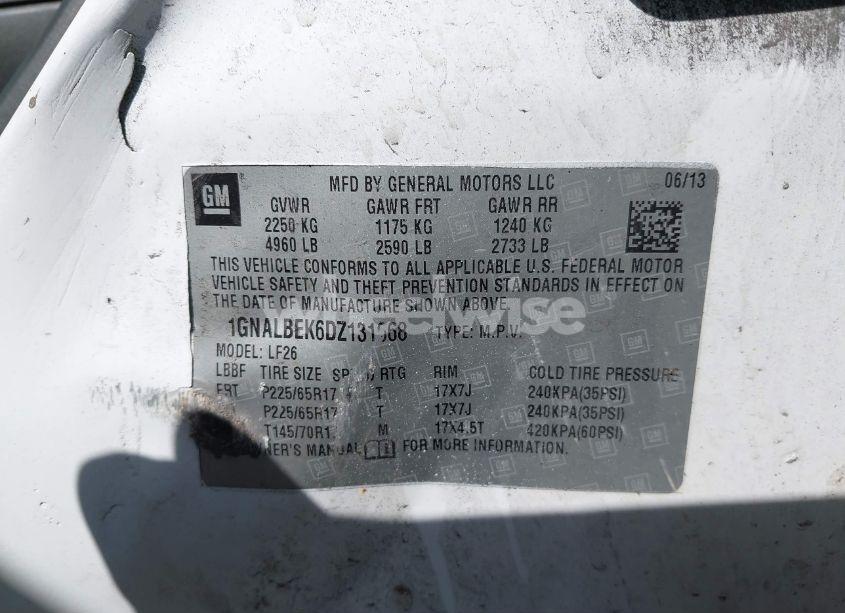 GM
MFD BY GENERAL MOTORS LLC 06/13
GVWR GAWR FRT GAWR RR
2250 KG 1175 KG 1240 KG
4960 LB 2590 LB 2733 LB
THIS VEHICLE CONFORMS TO ALL APPLICABLE U.S. FEDERAL MOTOR
VEHICLE SAFETY AND THEFT PREVENTION STANDARDS IN EFFECT ON
THE DATE OF MANUFACTURE SHOWN ABOVE.
TYPE: M.P.V.
MODEL: LF26
LBBF TIRE SIZE RTG RIM COLD TIRE PRESSURE
FRT P225/65R17 T 17X7J 240KPA(35PSI)
P225/65R17 T 17X7J 240KPA(35PSI)
M 17X4.5T 420KPA(60PSI)
MANUAL FOR MORE INFORMATION.